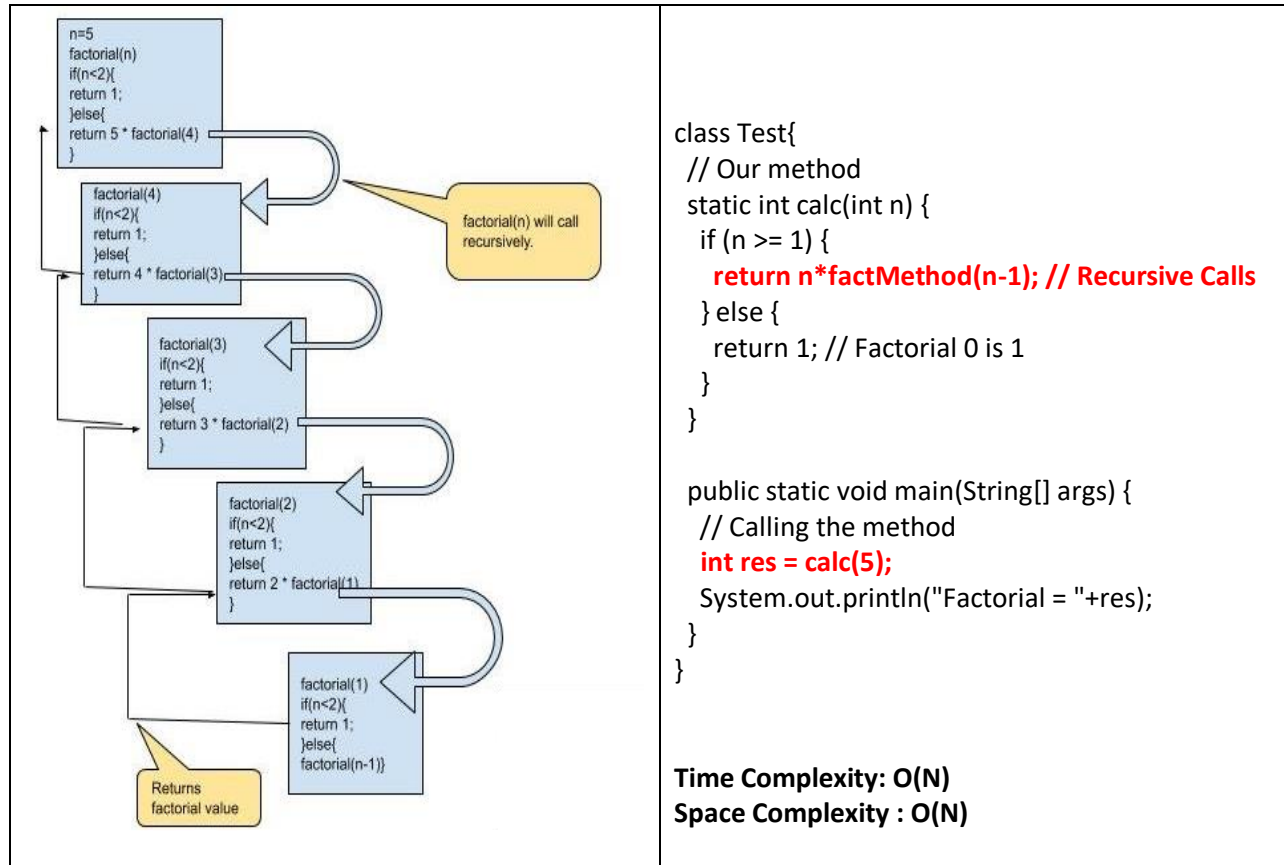 n=5
factorial(n)
if(n<2){
return 1;
}else{
return 5 * factorial(4)
}
factorial(4)
if(n<2){
return 1;
}else{
return 4 * factorial(3)
}
factorial(n) will call
recursively.
factorial(3)
if(n<2){
return 1;
}else{
return 3 * factorial(2)
}
factorial(2)
if(n<2){
return 1;
}else{
return 2 * factorial(1)
}
factorial(1)
if(n<2){
return 1;
}else{
factorial(n-1)}
Returns
factorial value
class Test{
// Our method
static int calc(int n) {
if (n >= 1) {
return n*factMethod(n-1); // Recursive Calls
} else {
return 1; // Factorial 0 is 1
}
}
public static void main(String[] args) {
// Calling the method
int res = calc(5);
System.out.println("Factorial = "+res);
}
}
Time Complexity: O(N)
Space Complexity : O(N)